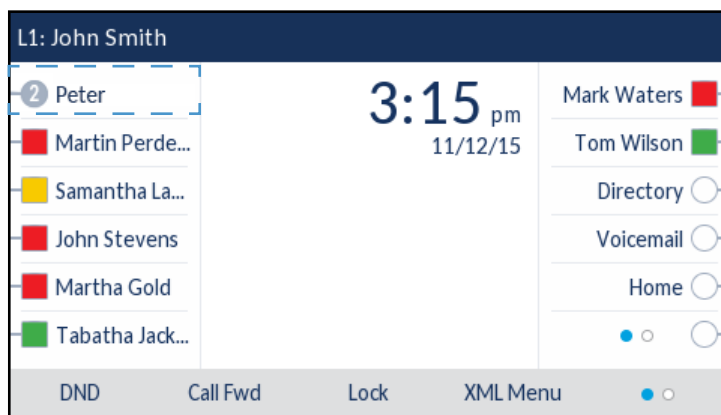 L1: John Smith
2 Peter
Martin Perde...
Samantha La...
John Stevens
Martha Gold
Tabatha Jack...
3:15 pm
11/12/15
Mark Waters
Tom Wilson
Directory
Voicemail
Home
DND Call Fwd Lock XML Menu